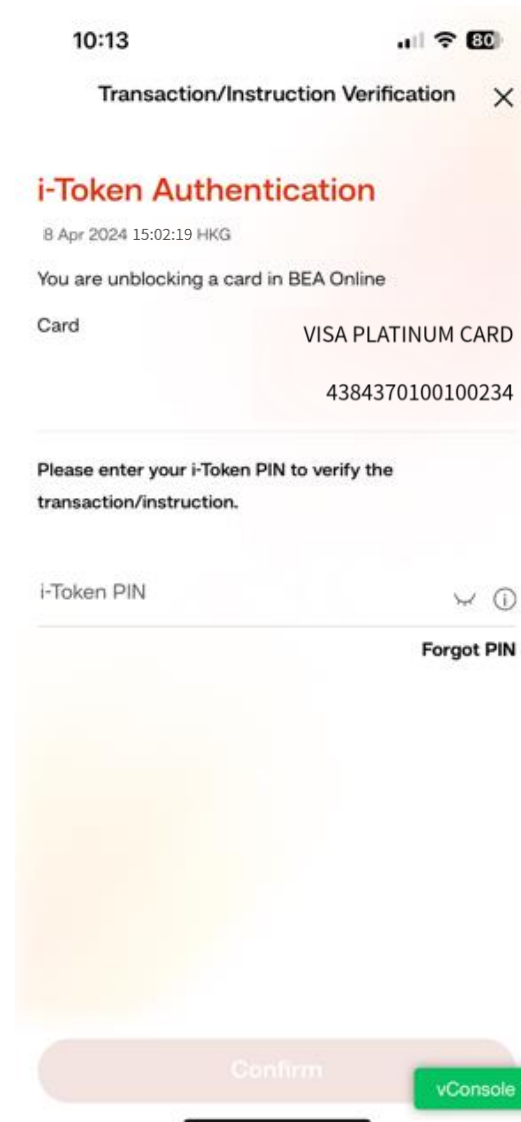 10:13
80
Transaction/Instruction Verification
i-Token Authentication
8 Apr 2024 15:02:19 HKG
You are unblocking a card in BEA Online
Card
VISA PLATINUM CARD
4384370100100234
Please enter your i-Token PIN to verify the
transaction/instruction.
i-Token PIN
Forgot PIN
Confirm
vConsole